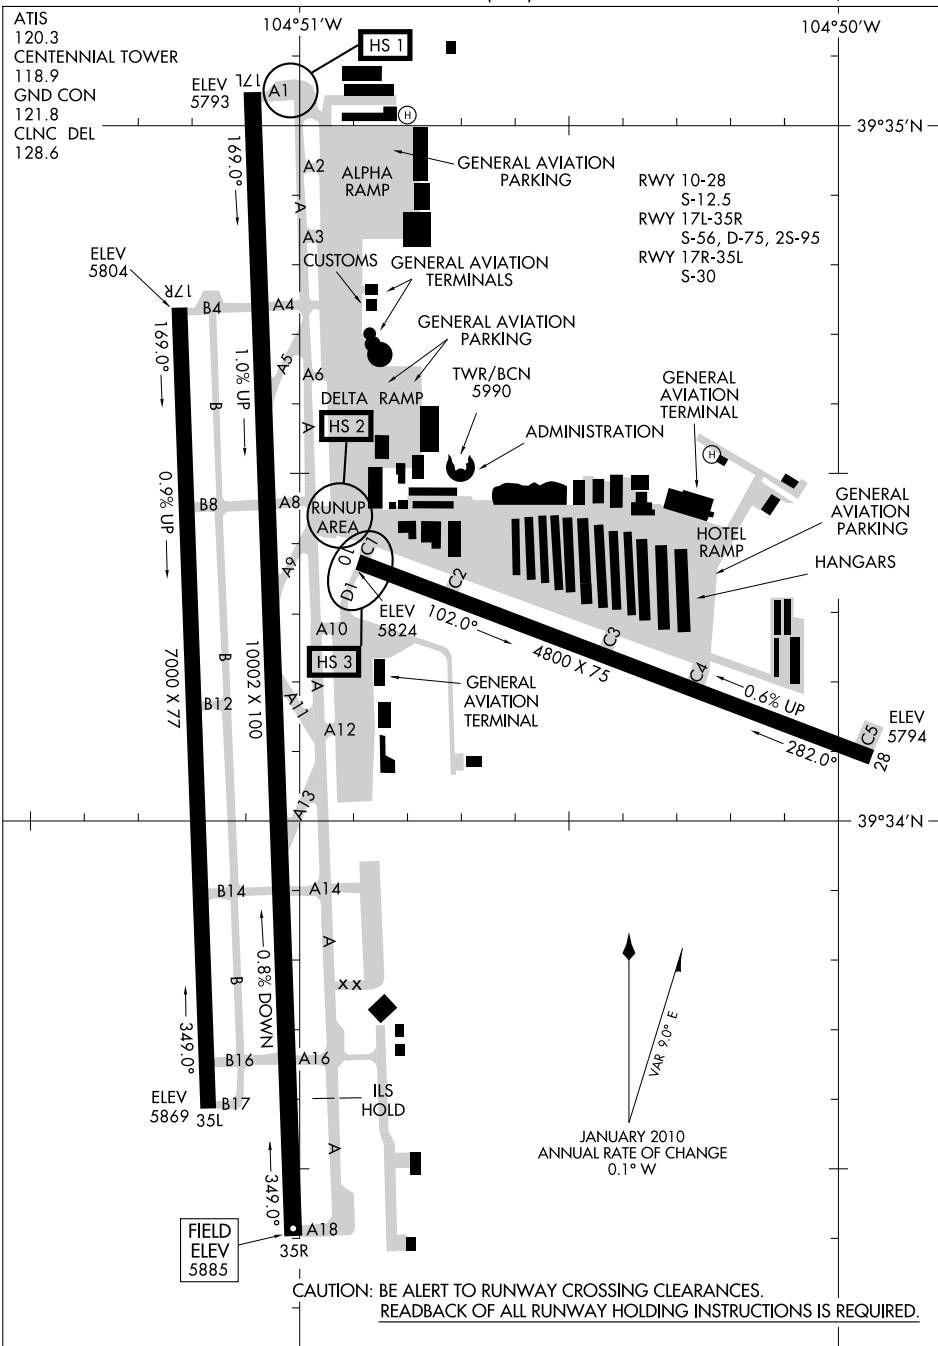 ATIS
120.3
CENTENNIAL TOWER
118.9
GND CON
121.8
CLNC DEL
128.6
104°51'W
104°50'W
HS 1
ELEV
5793
17L
A1
H
39°35'N
169.0°
A2
ALPHA
RAMP
GENERAL AVIATION
PARKING
RWY 10-28
S-12.5
RWY 17L-35R
S-56, D-75, 2S-95
RWY 17R-35L
S-30
A
A3
CUSTOMS
GENERAL AVIATION
TERMINALS
ELEV
5804
17R
B4
A4
169.0°
1.0% UP
A5
A6
GENERAL AVIATION
PARKING
TWR/BCN
5990
GENERAL
AVIATION
TERMINAL
DELTA RAMP
B
A
HS 2
ADMINISTRATION
H
0.9% UP
B8
A8
RUNUP
AREA
GENERAL
AVIATION
PARKING
HOTEL
RAMP
HANGARS
A9
10
C1
D1
C2
ELEV
5824
102.0°
A10
C3
4800 X 75
C4
HS 3
B
A
7000 X 77
10002 X 100
GENERAL
AVIATION
TERMINAL
0.6% UP
B12
A11
A12
282.0°
C5
28
ELEV
5794
A13
39°34'N
B14
A14
A
0.8% DOWN
B
X X
349.0°
VAR 9.0° E
B16
A16
ELEV
5869
35L
B17
ILS
HOLD
A
JANUARY 2010
ANNUAL RATE OF CHANGE
0.1° W
349.0°
FIELD
ELEV
5885
A18
35R
CAUTION: BE ALERT TO RUNWAY CROSSING CLEARANCES.
READBACK OF ALL RUNWAY HOLDING INSTRUCTIONS IS REQUIRED.